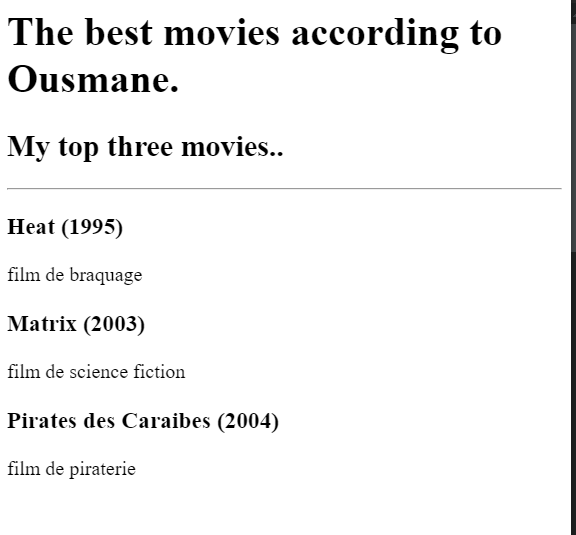 The best movies according to
Ousmane.
My top three movies..
Heat (1995)
film de braquage
Matrix (2003)
film de science fiction
Pirates des Caraibes (2004)
film de piraterie